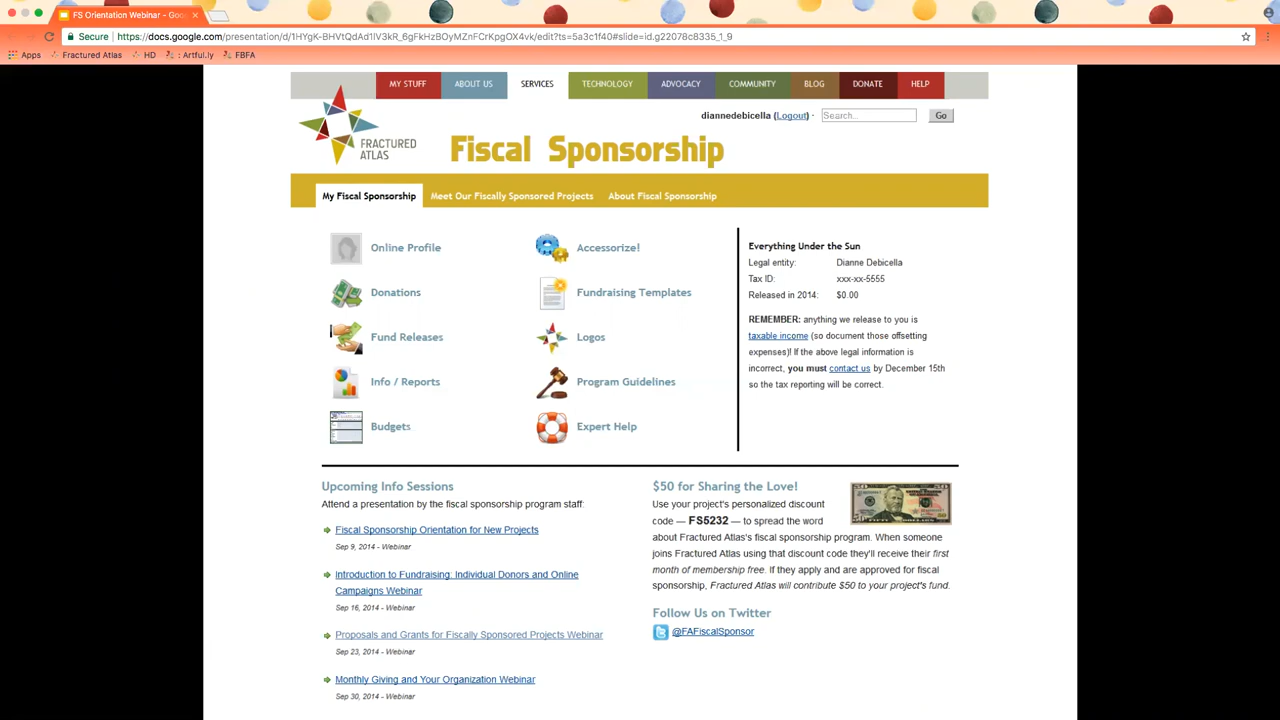 FS Orientation Webinar - Goo
Secure
https://docs.google.com/presentation/d/1HYgK-BHVtQdAd1lV3kR_6gFkHzBOyMZnFCrKpgOX4vk/edit?ts=5a3c1f40#slide=id.g22078c8335_1_9
Apps Fractured Atlas HD : Artful.ly FBFA
MY STUFF ABOUT US SERVICES TECHNOLOGY ADVOCACY COMMUNITY BLOG DONATE HELP
diannedebicella (Logout) · Search... Go
FRACTURED
ATLAS
Fiscal Sponsorship
My Fiscal Sponsorship Meet Our Fiscally Sponsored Projects About Fiscal Sponsorship
Online Profile
Donations
Fund Releases
Info / Reports
Budgets
Accessorize!
Fundraising Templates
Logos
Program Guidelines
Expert Help
Everything Under the Sun
Legal entity: Dianne Debicella
Tax ID: xxx-xx-5555
Released in 2014: $0.00
REMEMBER: anything we release to you is
taxable income (so document those offsetting
expenses)! If the above legal information is
incorrect, you must contact us by December 15th
so the tax reporting will be correct.
Upcoming Info Sessions
Attend a presentation by the fiscal sponsorship program staff:
Fiscal Sponsorship Orientation for New Projects
Sep 9, 2014 - Webinar
Introduction to Fundraising: Individual Donors and Online
Campaigns Webinar
Sep 16, 2014 - Webinar
Proposals and Grants for Fiscally Sponsored Projects Webinar
Sep 23, 2014 - Webinar
Monthly Giving and Your Organization Webinar
Sep 30, 2014 - Webinar
$50 for Sharing the Love!
Use your project's personalized discount
code — FS5232 — to spread the word
about Fractured Atlas's fiscal sponsorship program. When someone
joins Fractured Atlas using that discount code they'll receive their first
month of membership free. If they apply and are approved for fiscal
sponsorship, Fractured Atlas will contribute $50 to your project's fund.
Follow Us on Twitter
@FAFiscalSponsor